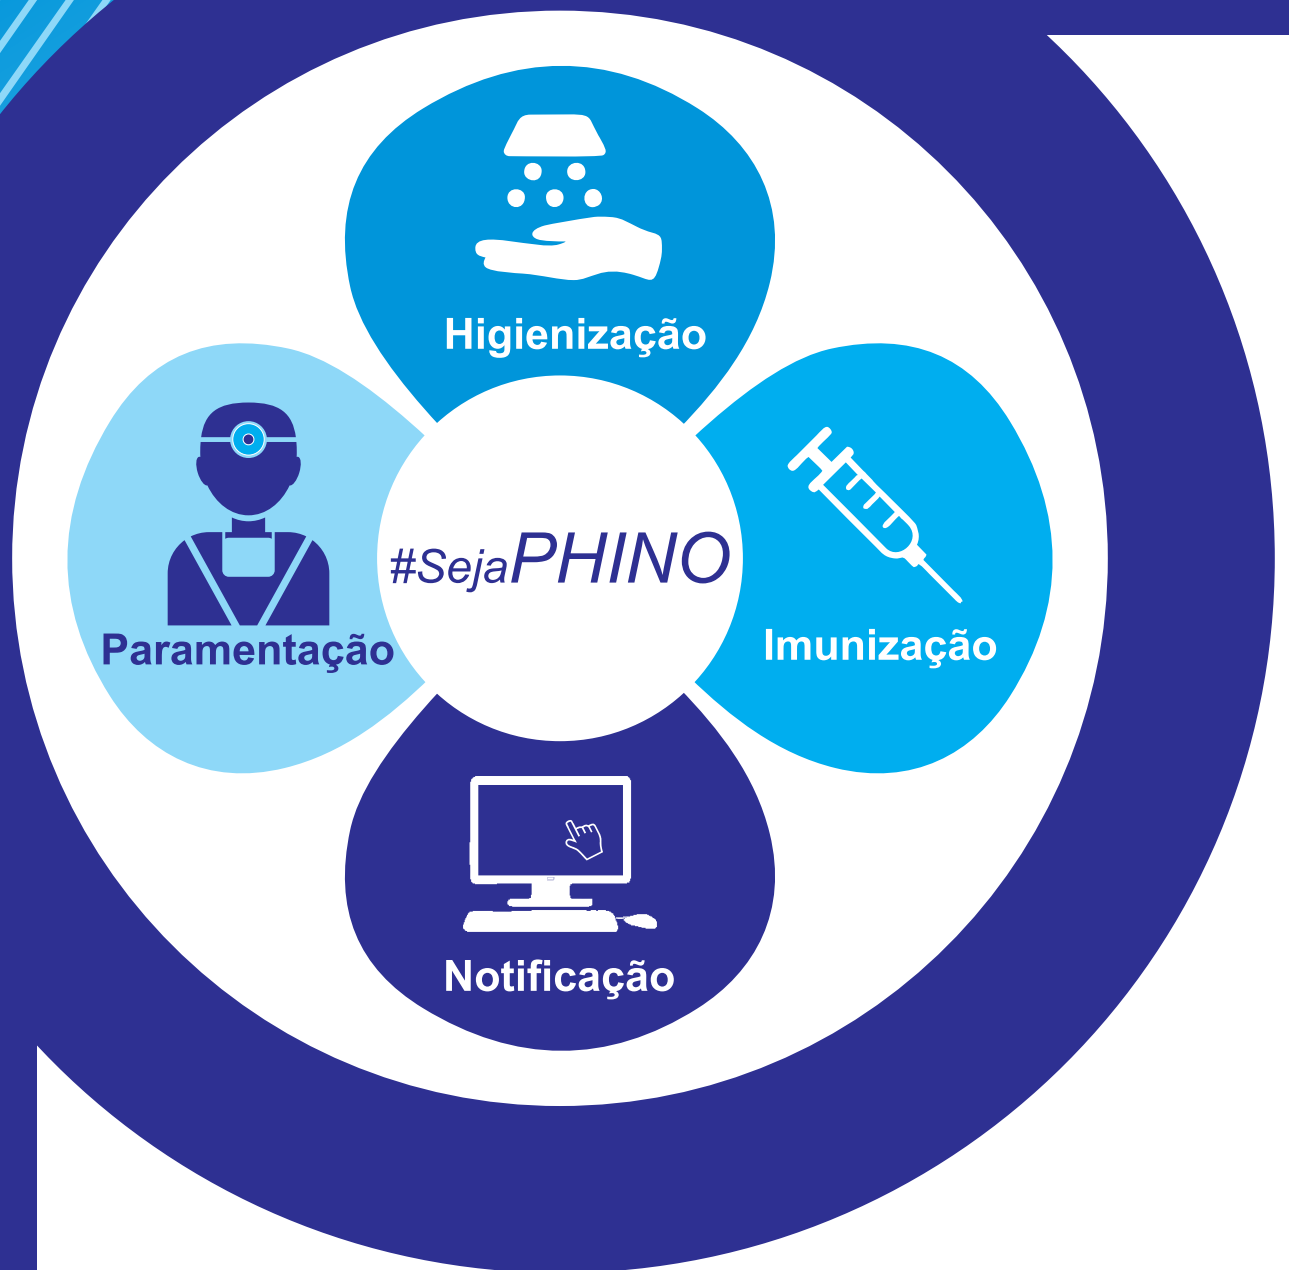 Higienização
#SejaPHINO
Imunização
Paramentação
Notificação